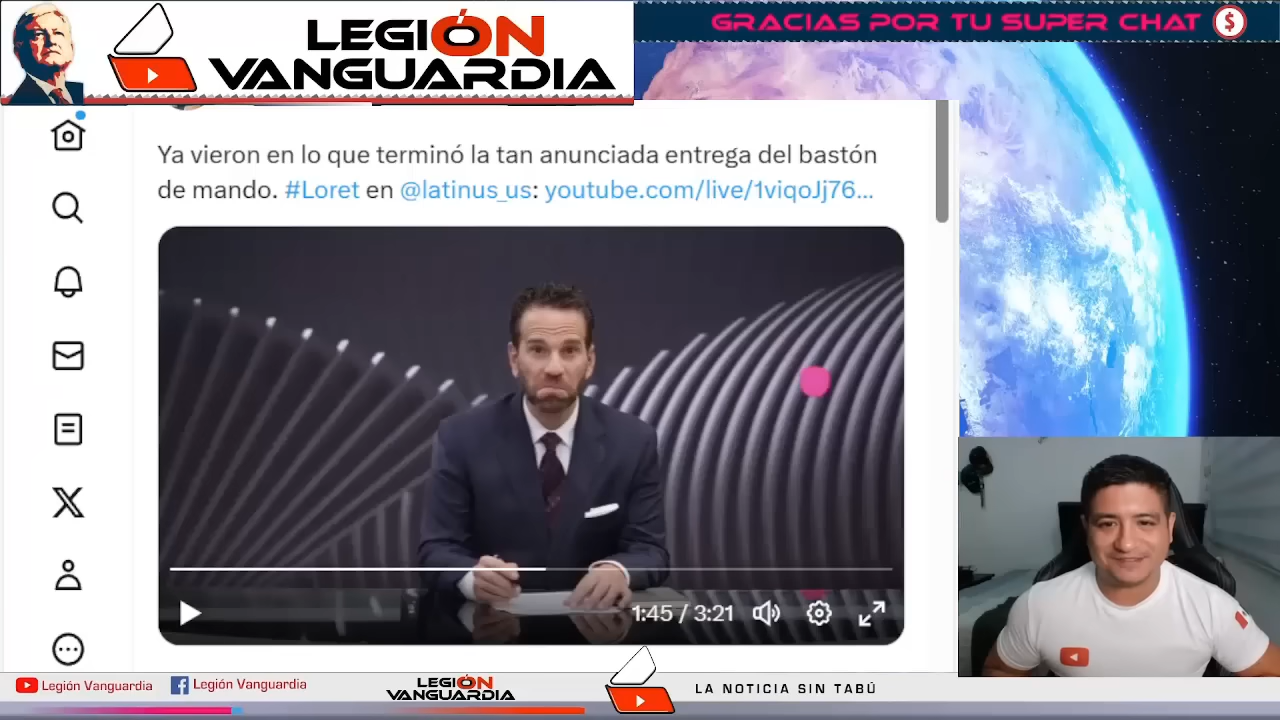 LEGIÓN
VANGUARDIA
GRACIAS POR TU SUPER CHAT
$
Ya vieron en lo que terminó la tan anunciada entrega del bastón
de mando. #Loret en @latinus_us: youtube.com/live/1viqoJj76...
1:45 / 3:21
Legión Vanguardia
Legión Vanguardia
LEGIÓN
VANGUARDIA
LA NOTICIA SIN TABÚ